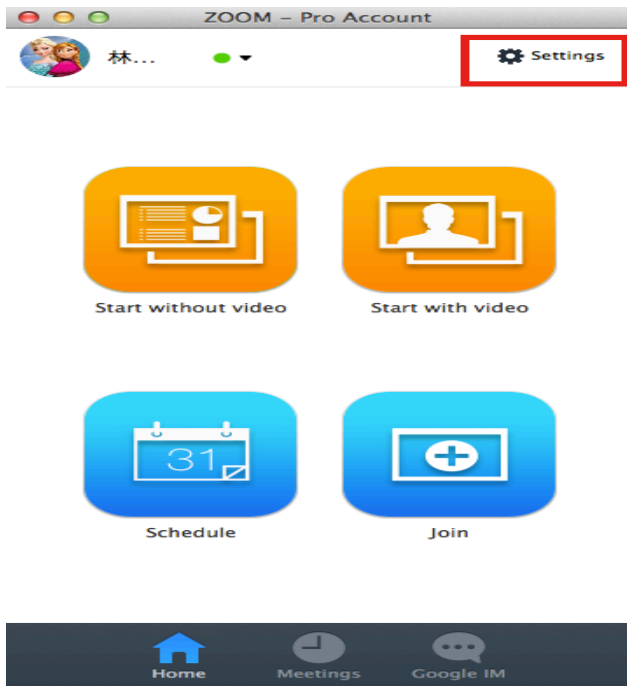 ZOOM – Pro Account
林... Settings
Start without video Start with video
31
Schedule Join
Home Meetings Google IM